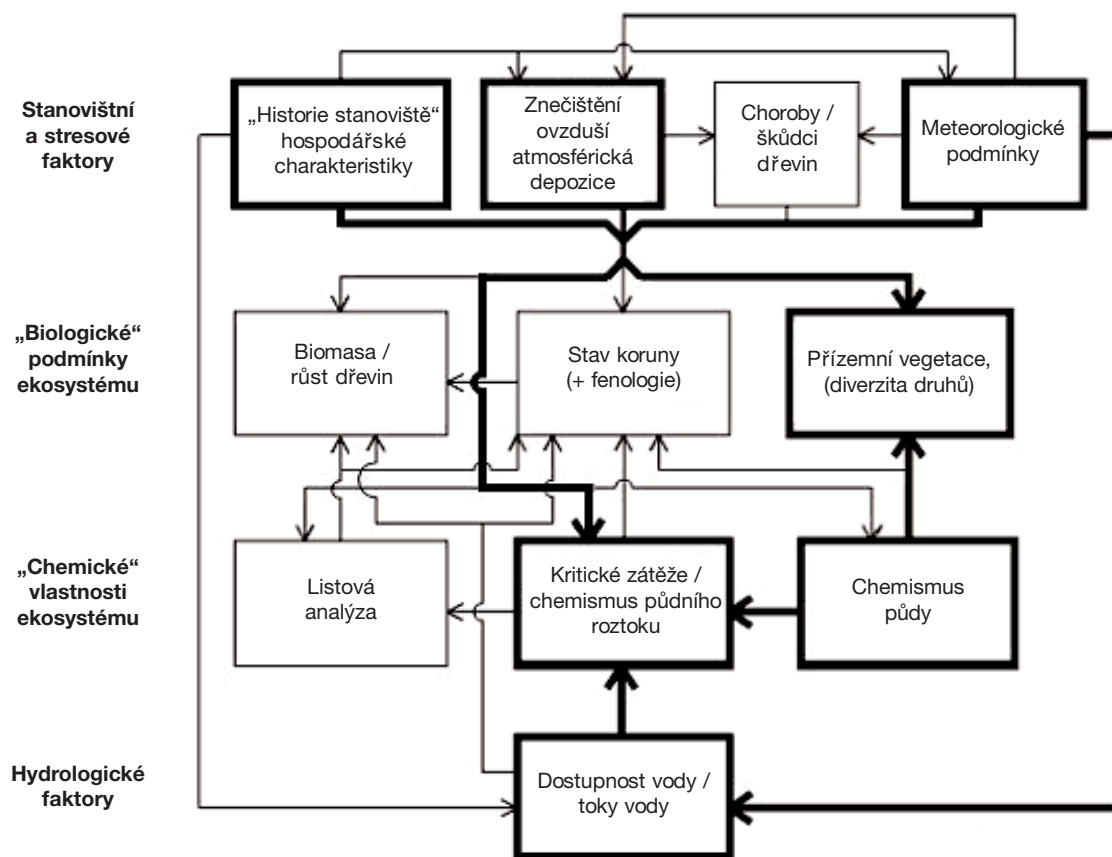 Stanovištní
a stresové
faktory
„Historie stanoviště“
hospodářské
charakteristiky
Znečištění
ovzduší
atmosférická
depozice
Choroby /
škůdci
dřevin
Meteorologické
podmínky
„Biologické“
podmínky
ekosystému
Biomasa /
růst dřevin
Stav koruny
(+ fenologie)
Přízemní vegetace,
(diverzita druhů)
„Chemické“
vlastnosti
ekosystému
Listová
analýza
Kritické zátěže /
chemismus půdního
roztoku
Chemismus
půdy
Hydrologické
faktory
Dostupnost vody /
toky vody